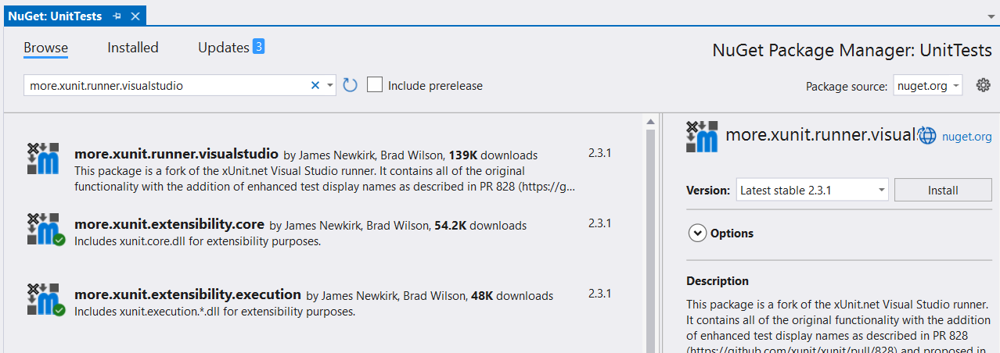 NuGet: UnitTests
Browse Installed Updates 3
NuGet Package Manager: UnitTests
more.xunit.runner.visualstudio
Include prerelease
Package source: nuget.org
more.xunit.runner.visualstudio by James Newkirk, Brad Wilson, 139K downloads 2.3.1
This package is a fork of the xUnit.net Visual Studio runner. It contains all of the original
functionality with the addition of enhanced test display names as described in PR 828 (https://g...
more.xunit.extensibility.core by James Newkirk, Brad Wilson, 54.2K downloads 2.3.1
Includes xunit.core.dll for extensibility purposes.
more.xunit.extensibility.execution by James Newkirk, Brad Wilson, 48K downloads 2.3.1
Includes xunit.execution.*.dll for extensibility purposes.
more.xunit.runner.visual nuget.org
Version: Latest stable 2.3.1 Install
Options
Description
This package is a fork of the xUnit.net Visual Studio runner.
It contains all of the original functionality with the addition
of enhanced test display names as described in PR 828
(https://github.com/xunit/xunit/pull/828) and proposed in